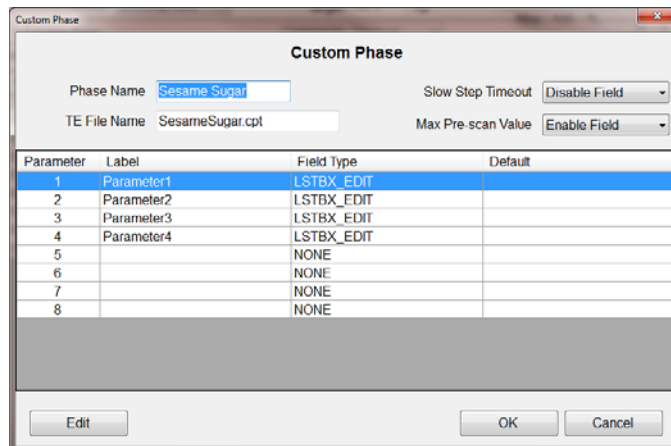 Custom Phase
Custom Phase
Phase Name Sesame Sugar Slow Step Timeout Disable Field
TE File Name SesameSugar.cpt Max Pre-scan Value Enable Field
Parameter Label Field Type Default
1 Parameter1 LSTBX_EDIT
2 Parameter2 LSTBX_EDIT
3 Parameter3 LSTBX_EDIT
4 Parameter4 LSTBX_EDIT
5 NONE
6 NONE
7 NONE
8 NONE
Edit OK Cancel